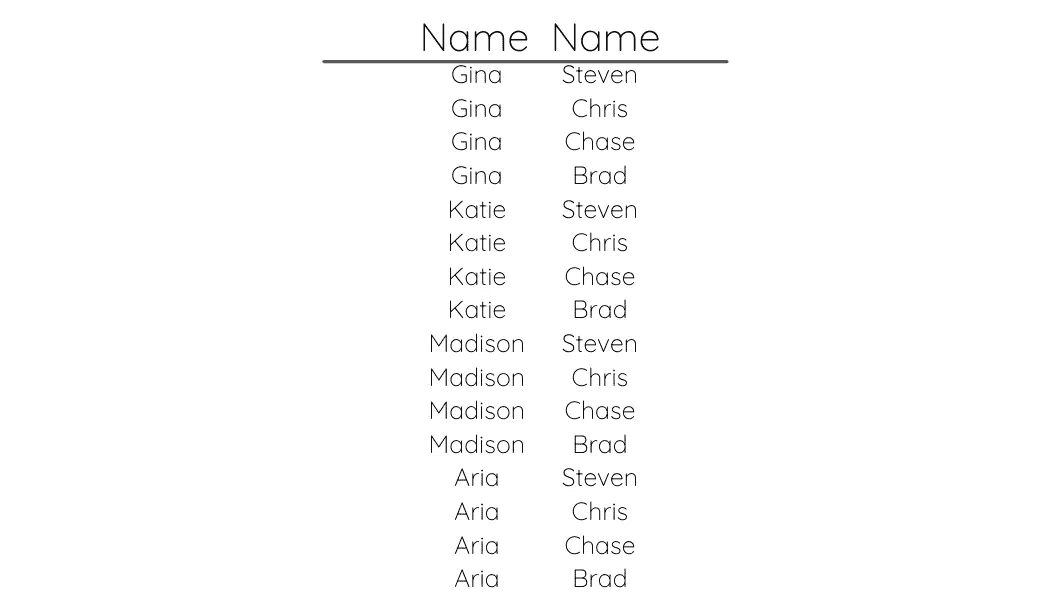 Name Name
Gina Steven
Gina Chris
Gina Chase
Gina Brad
Katie Steven
Katie Chris
Katie Chase
Katie Brad
Madison Steven
Madison Chris
Madison Chase
Madison Brad
Aria Steven
Aria Chris
Aria Chase
Aria Brad